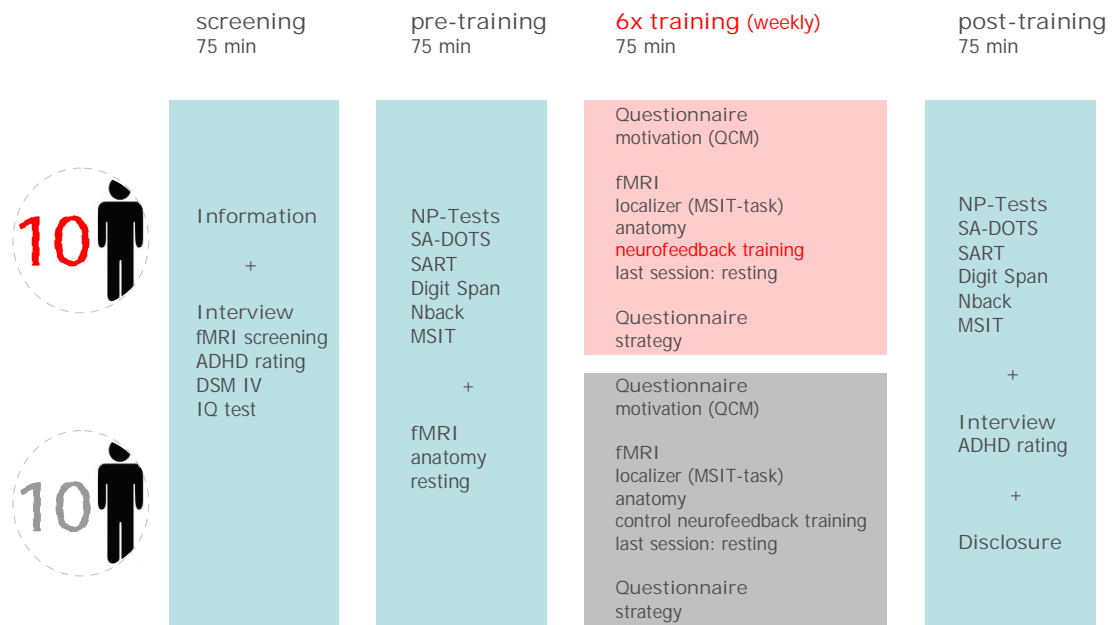 screening
75 min
pre-training
75 min
6x training (weekly)
75 min
post-training
75 min
10
10
Information
+
Interview
fMRI screening
ADHD rating
DSM IV
IQ test
NP-Tests
SA-DOTS
SART
Digit Span
Nback
MSIT
+
fMRI
anatomy
resting
Questionnaire
motivation (QCM)
fMRI
localizer (MSIT-task)
anatomy
neurofeedback training
last session: resting
Questionnaire
strategy
Questionnaire
motivation (QCM)
fMRI
localizer (MSIT-task)
anatomy
control neurofeedback training
last session: resting
Questionnaire
strategy
NP-Tests
SA-DOTS
SART
Digit Span
Nback
MSIT
+
Interview
ADHD rating
+
Disclosure